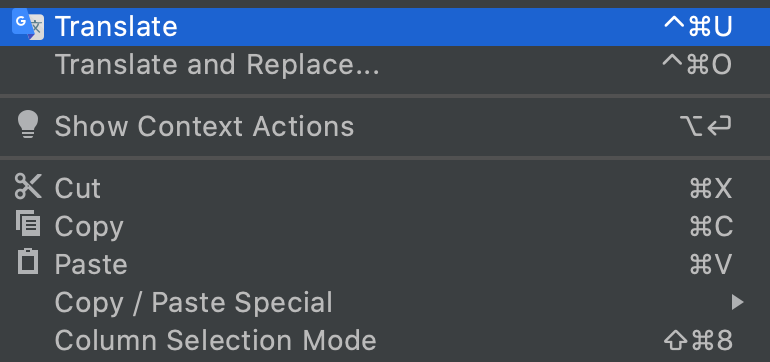 Translate ⌃⌘U
Translate and Replace... ⌃⌘O
Show Context Actions ⌥⏎
Cut ⌘X
Copy ⌘C
Paste ⌘V
Copy / Paste Special
Column Selection Mode ⇧⌘8